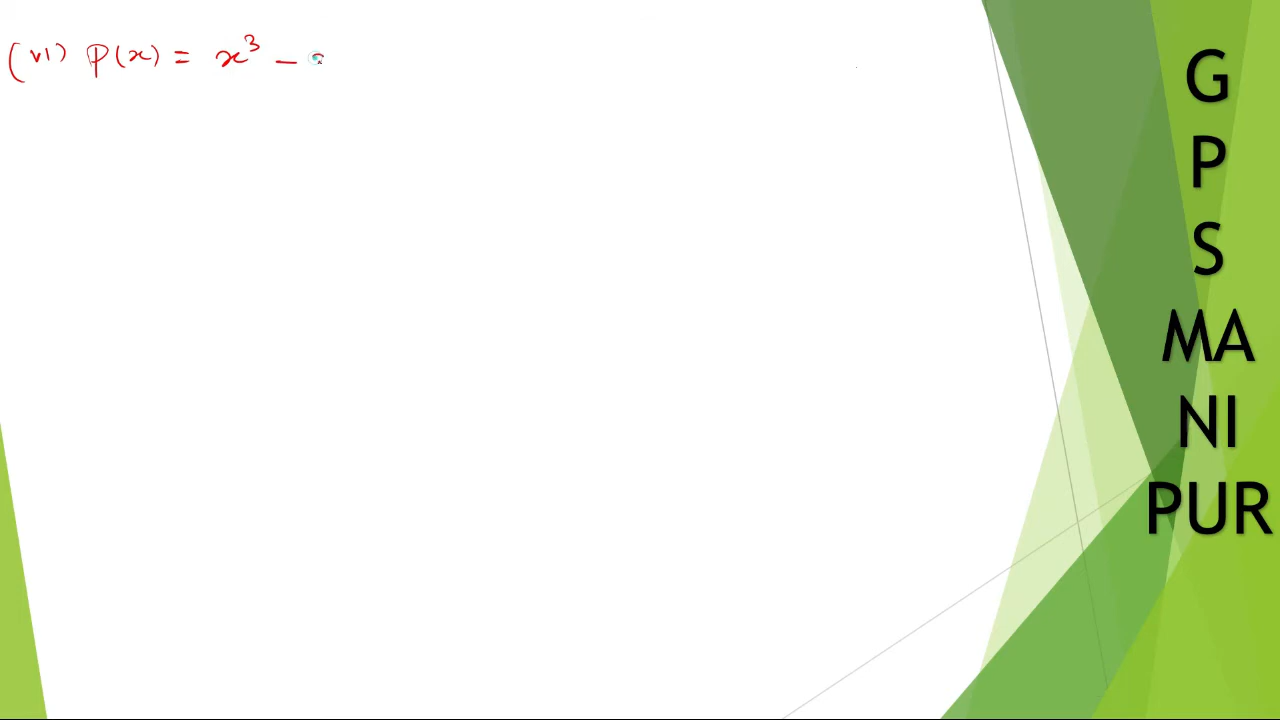 (vi) P(x) = x³ –
G
P
S
MA
NI
PUR